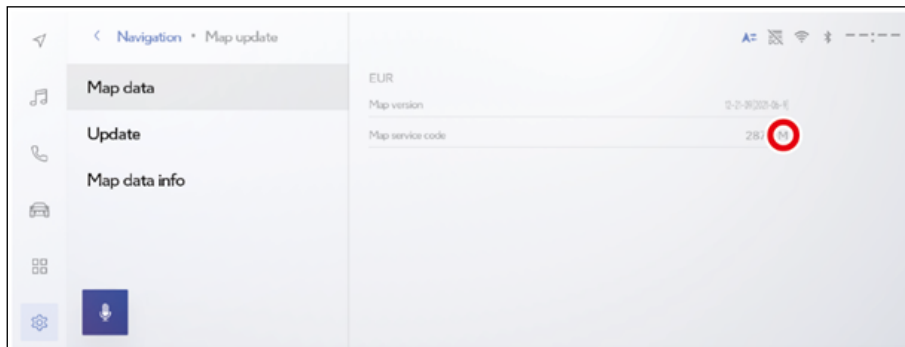 < Navigation • Map update
A=
--:--
Map data
Update
Map data info
EUR
Map version
Map service code
M